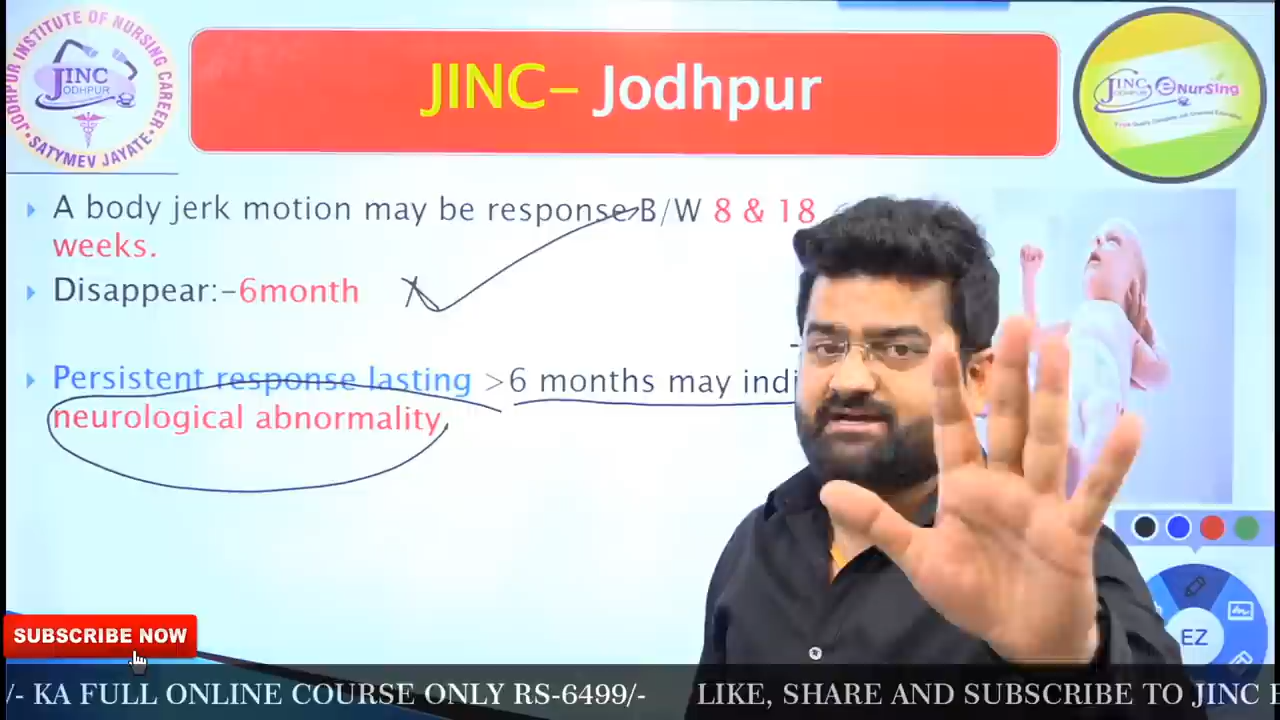 JODHPUR INSTITUTE OF NURSING CAREER
JINC
JODHPUR
SATYMEV JAYATE
JINC- Jodhpur
JINC
eNursing
A body jerk motion may be response B/W 8 & 18
weeks.
Disappear:-6month
Persistent response lasting >6 months may indi
neurological abnormality.
EZ
SUBSCRIBE NOW
/- KA FULL ONLINE COURSE ONLY RS-6499/- LIKE, SHARE AND SUBSCRIBE TO JINC